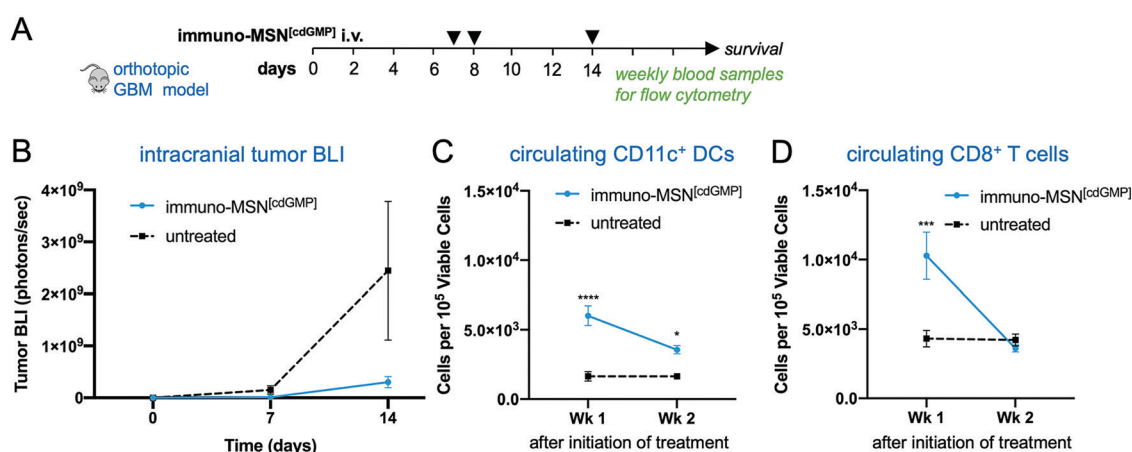 A
immuno-MSN[cdGMP] i.v.
survival
days 0 2 4 6 8 10 12 14
orthotopic
GBM model
weekly blood samples
for flow cytometry
B
intracranial tumor BLI
4×10⁹
3×10⁹
2×10⁹
1×10⁹
0
Tumor BLI (photons/sec)
immuno-MSN[cdGMP]
untreated
0 7 14
Time (days)
C
circulating CD11c⁺ DCs
1.5×10⁴
1.0×10⁴
5.0×10³
0.0
Cells per 10⁵ Viable Cells
immuno-MSN[cdGMP]
untreated
****
*
Wk 1 Wk 2
after initiation of treatment
D
circulating CD8⁺ T cells
1.5×10⁴
1.0×10⁴
5.0×10³
0.0
Cells per 10⁵ Viable Cells
immuno-MSN[cdGMP]
untreated
***
Wk 1 Wk 2
after initiation of treatment